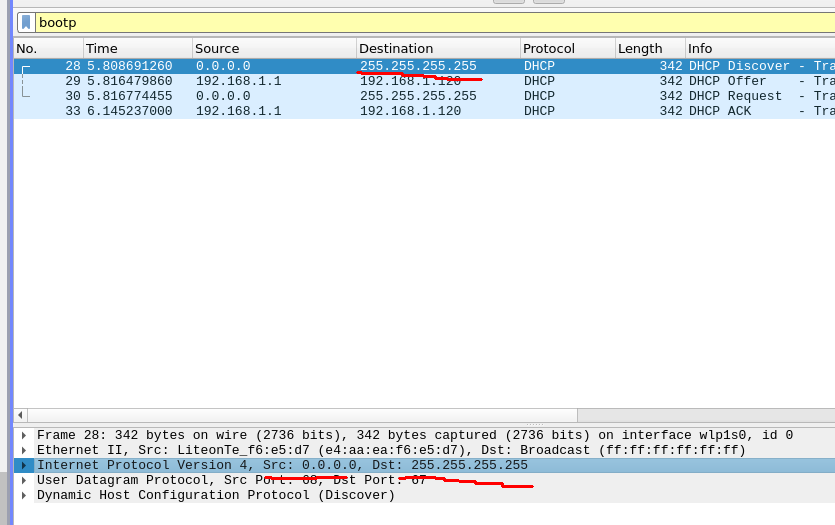 bootp
No. Time Source Destination Protocol Length Info
28 5.808691260 0.0.0.0 255.255.255.255 DHCP 342 DHCP Discover - Tra
29 5.816479860 192.168.1.1 192.168.1.120 DHCP 342 DHCP Offer - Tra
30 5.816774455 0.0.0.0 255.255.255.255 DHCP 342 DHCP Request - Tra
33 6.145237000 192.168.1.1 192.168.1.120 DHCP 342 DHCP ACK - Tra
Frame 28: 342 bytes on wire (2736 bits), 342 bytes captured (2736 bits) on interface wlp1s0, id 0
Ethernet II, Src: LiteonTe_f6:e5:d7 (e4:aa:ea:f6:e5:d7), Dst: Broadcast (ff:ff:ff:ff:ff:ff)
Internet Protocol Version 4, Src: 0.0.0.0, Dst: 255.255.255.255
User Datagram Protocol, Src Port: 68, Dst Port: 67
Dynamic Host Configuration Protocol (Discover)